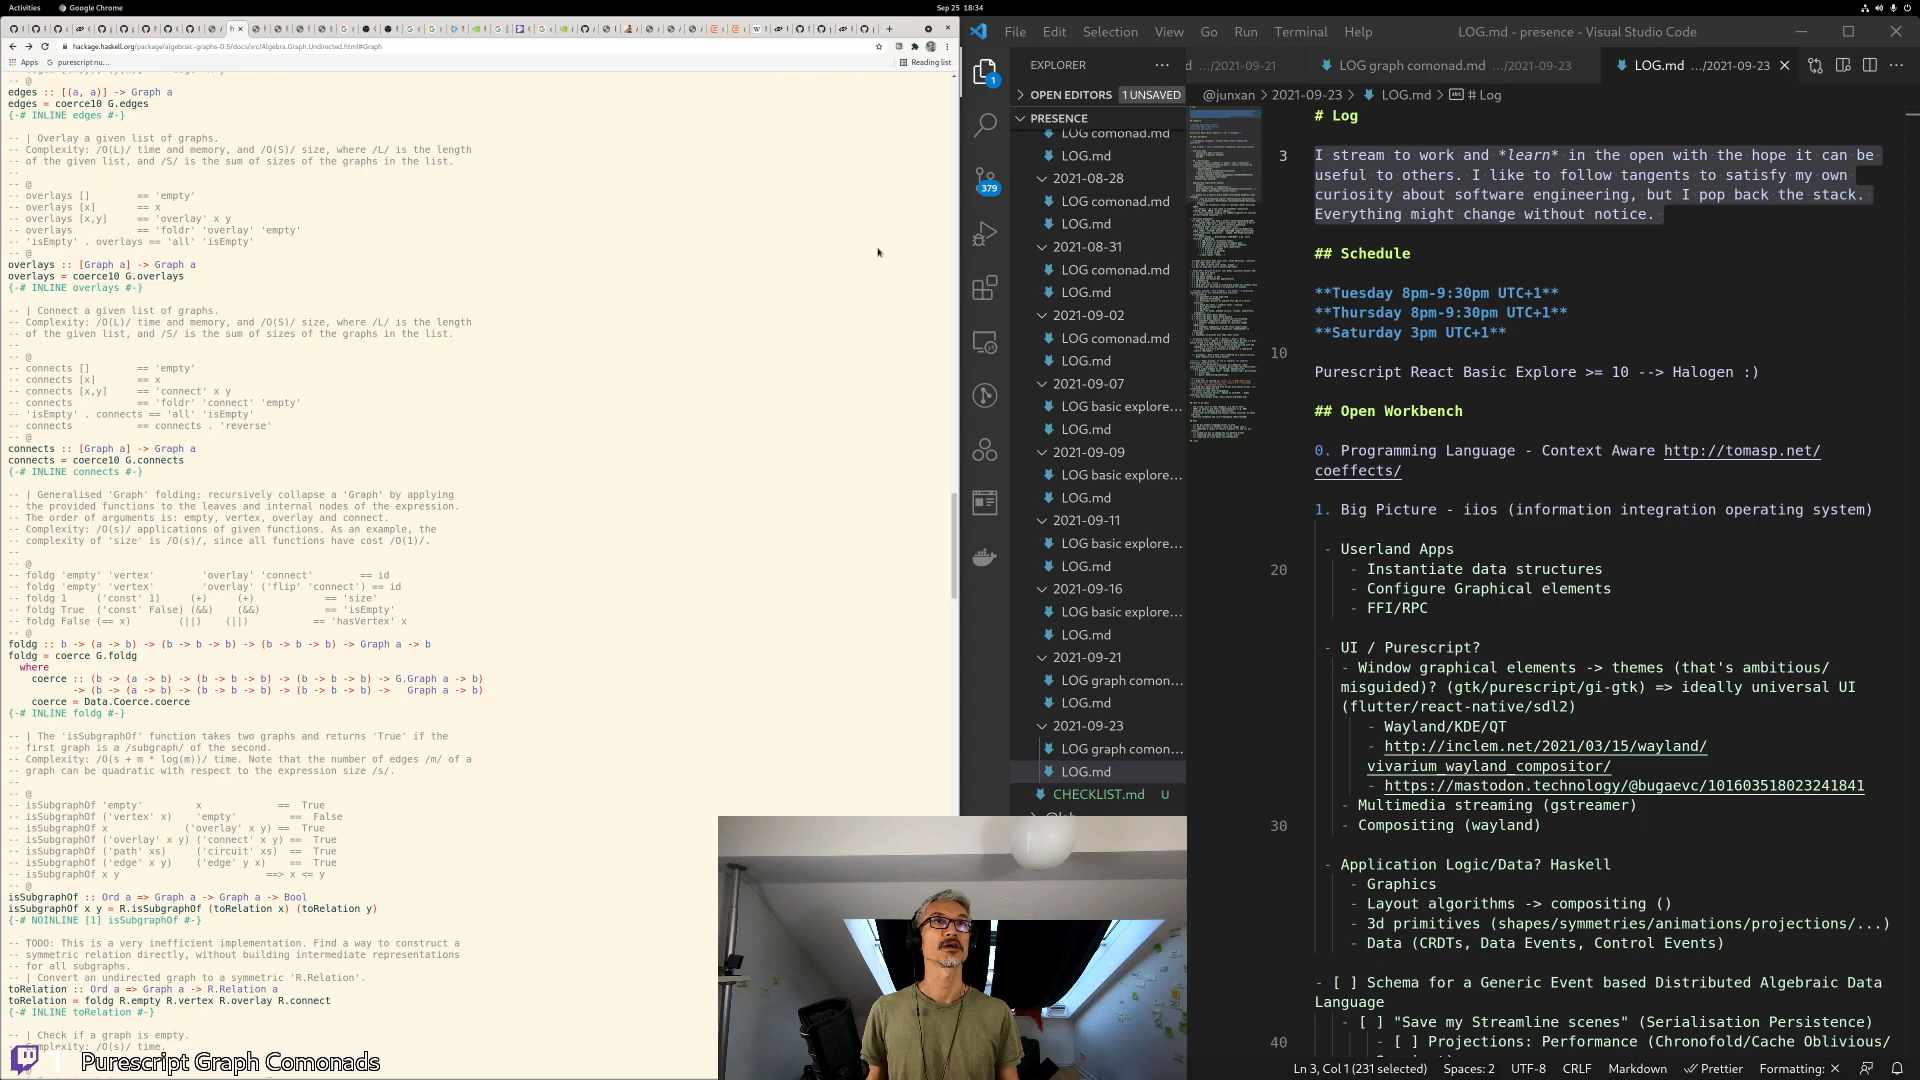 Activities
Google Chrome
Sep 25 18:34
hackage.haskell.org/package/algebraic-graphs-0.5/docs/src/Algebra.Graph.Undirected.html#Graph
Apps
purescript nu...
Reading list
-- @
edges :: [(a, a)] -> Graph a
edges = coerce10 G.edges
{-# INLINE edges #-}
-- | Overlay a given list of graphs.
-- Complexity: /O(L)/ time and memory, and /O(S)/ size, where /L/ is the length
-- of the given list, and /S/ is the sum of sizes of the graphs in the list.
--
-- @
-- overlays []        == 'empty'
-- overlays [x]       == x
-- overlays [x,y]     == 'overlay' x y
-- overlays           == 'foldr' 'overlay' 'empty'
-- 'isEmpty' . overlays == 'all' 'isEmpty'
-- @
overlays :: [Graph a] -> Graph a
overlays = coerce10 G.overlays
{-# INLINE overlays #-}
-- | Connect a given list of graphs.
-- Complexity: /O(L)/ time and memory, and /O(S)/ size, where /L/ is the length
-- of the given list, and /S/ is the sum of sizes of the graphs in the list.
--
-- @
-- connects []        == 'empty'
-- connects [x]       == x
-- connects [x,y]     == 'connect' x y
-- connects           == 'foldr' 'connect' 'empty'
-- 'isEmpty' . connects == 'all' 'isEmpty'
-- connects           == connects . 'reverse'
-- @
connects :: [Graph a] -> Graph a
connects = coerce10 G.connects
{-# INLINE connects #-}
-- | Generalised 'Graph' folding: recursively collapse a 'Graph' by applying
-- the provided functions to the leaves and internal nodes of the expression.
-- The order of arguments is: empty, vertex, overlay and connect.
-- Complexity: /O(s)/ applications of given functions. As an example, the
-- complexity of 'size' is /O(s)/, since all functions have cost /O(1)/.
--
-- @
-- foldg 'empty' 'vertex'        'overlay' 'connect'        == id
-- foldg 'empty' 'vertex'        'overlay' ('flip' 'connect') == id
-- foldg 1     ('const' 1)     (+)    (+)              == 'size'
-- foldg True  ('const' False) (&&)    (&&)             == 'isEmpty'
-- foldg False (== x)          (||)    (||)             == 'hasVertex' x
-- @
foldg :: b -> (a -> b) -> (b -> b -> b) -> (b -> b -> b) -> Graph a -> b
foldg = coerce G.foldg
where
coerce :: (b -> (a -> b) -> (b -> b -> b) -> (b -> b -> b) -> G.Graph a -> b)
-> (b -> (a -> b) -> (b -> b -> b) -> (b -> b -> b) ->   Graph a -> b)
coerce = Data.Coerce.coerce
{-# INLINE foldg #-}
-- | The 'isSubgraphOf' function takes two graphs and returns 'True' if the
-- first graph is a /subgraph/ of the second.
-- Complexity: /O(s + m * log(m))/ time. Note that the number of edges /m/ of a
-- graph can be quadratic with respect to the expression size /s/.
--
-- @
-- isSubgraphOf 'empty'         x             ==  True
-- isSubgraphOf ('vertex' x)    'empty'         ==  False
-- isSubgraphOf x             ('overlay' x y) ==  True
-- isSubgraphOf ('overlay' x y) ('connect' x y) ==  True
-- isSubgraphOf ('path' xs)     ('circuit' xs)  ==  True
-- isSubgraphOf ('edge' x y)    ('edge' y x)    ==  True
-- isSubgraphOf x y                         ==> x <= y
-- @
isSubgraphOf :: Ord a => Graph a -> Graph a -> Bool
isSubgraphOf x y = R.isSubgraphOf (toRelation x) (toRelation y)
{-# NOINLINE [1] isSubgraphOf #-}
-- TODO: This is a very inefficient implementation. Find a way to construct a
-- symmetric relation directly, without building intermediate representations
-- for all subgraphs.
-- | Convert an undirected graph to a symmetric 'R.Relation'.
toRelation :: Ord a => Graph a -> R.Relation a
toRelation = foldg R.empty R.vertex R.overlay R.connect
{-# INLINE toRelation #-}
-- | Check if a graph is empty.
Complexity: /O(s)/ time.
Purescript Graph Comonads
File Edit Selection View Go Run Terminal Help
LOG.md - presence - Visual Studio Code
1
379
EXPLORER
OPEN EDITORS 1 UNSAVED
PRESENCE
LOG comonad.md
LOG.md
2021-08-28
LOG comonad.md
LOG.md
2021-08-31
LOG comonad.md
LOG.md
2021-09-02
LOG comonad.md
LOG.md
2021-09-07
LOG basic explore...
LOG.md
2021-09-09
LOG basic explore...
LOG.md
2021-09-11
LOG basic explore...
LOG.md
2021-09-16
LOG basic explore...
LOG.md
2021-09-21
LOG graph comon...
LOG.md
2021-09-23
LOG graph comon...
LOG.md
CHECKLIST.md U
d .../2021-09-21
LOG graph comonad.md .../2021-09-23
LOG.md .../2021-09-23
@junxan > 2021-09-23 > LOG.md > # Log
# Log
3 I stream to work and *learn* in the open with the hope it can be
useful to others. I like to follow tangents to satisfy my own
curiosity about software engineering, but I pop back the stack.
Everything might change without notice.
## Schedule
**Tuesday 8pm-9:30pm UTC+1**
**Thursday 8pm-9:30pm UTC+1**
**Saturday 3pm UTC+1**
10
Purescript React Basic Explore >= 10 --> Halogen :)
## Open Workbench
0. Programming Language - Context Aware http://tomasp.net/
coeffects/
1. Big Picture - iios (information integration operating system)
- Userland Apps
20 - Instantiate data structures
- Configure Graphical elements
- FFI/RPC
- UI / Purescript?
- Window graphical elements -> themes (that's ambitious/
misguided)? (gtk/purescript/gi-gtk) => ideally universal UI
(flutter/react-native/sdl2)
- Wayland/KDE/QT
- http://inclem.net/2021/03/15/wayland/
vivarium_wayland_compositor/
- https://mastodon.technology/@bugaevc/101603518023241841
- Multimedia streaming (gstreamer)
30 - Compositing (wayland)
- Application Logic/Data? Haskell
- Graphics
- Layout algorithms -> compositing ()
- 3d primitives (shapes/symmetries/animations/projections/...)
- Data (CRDTs, Data Events, Control Events)
- [ ] Schema for a Generic Event based Distributed Algebraic Data
Language
- [ ] "Save my Streamline scenes" (Serialisation Persistence)
40 - [ ] Projections: Performance (Chronofold/Cache Oblivious/
Ln 3, Col 1 (231 selected) Spaces: 2 UTF-8 CRLF Markdown Prettier Formatting: ×